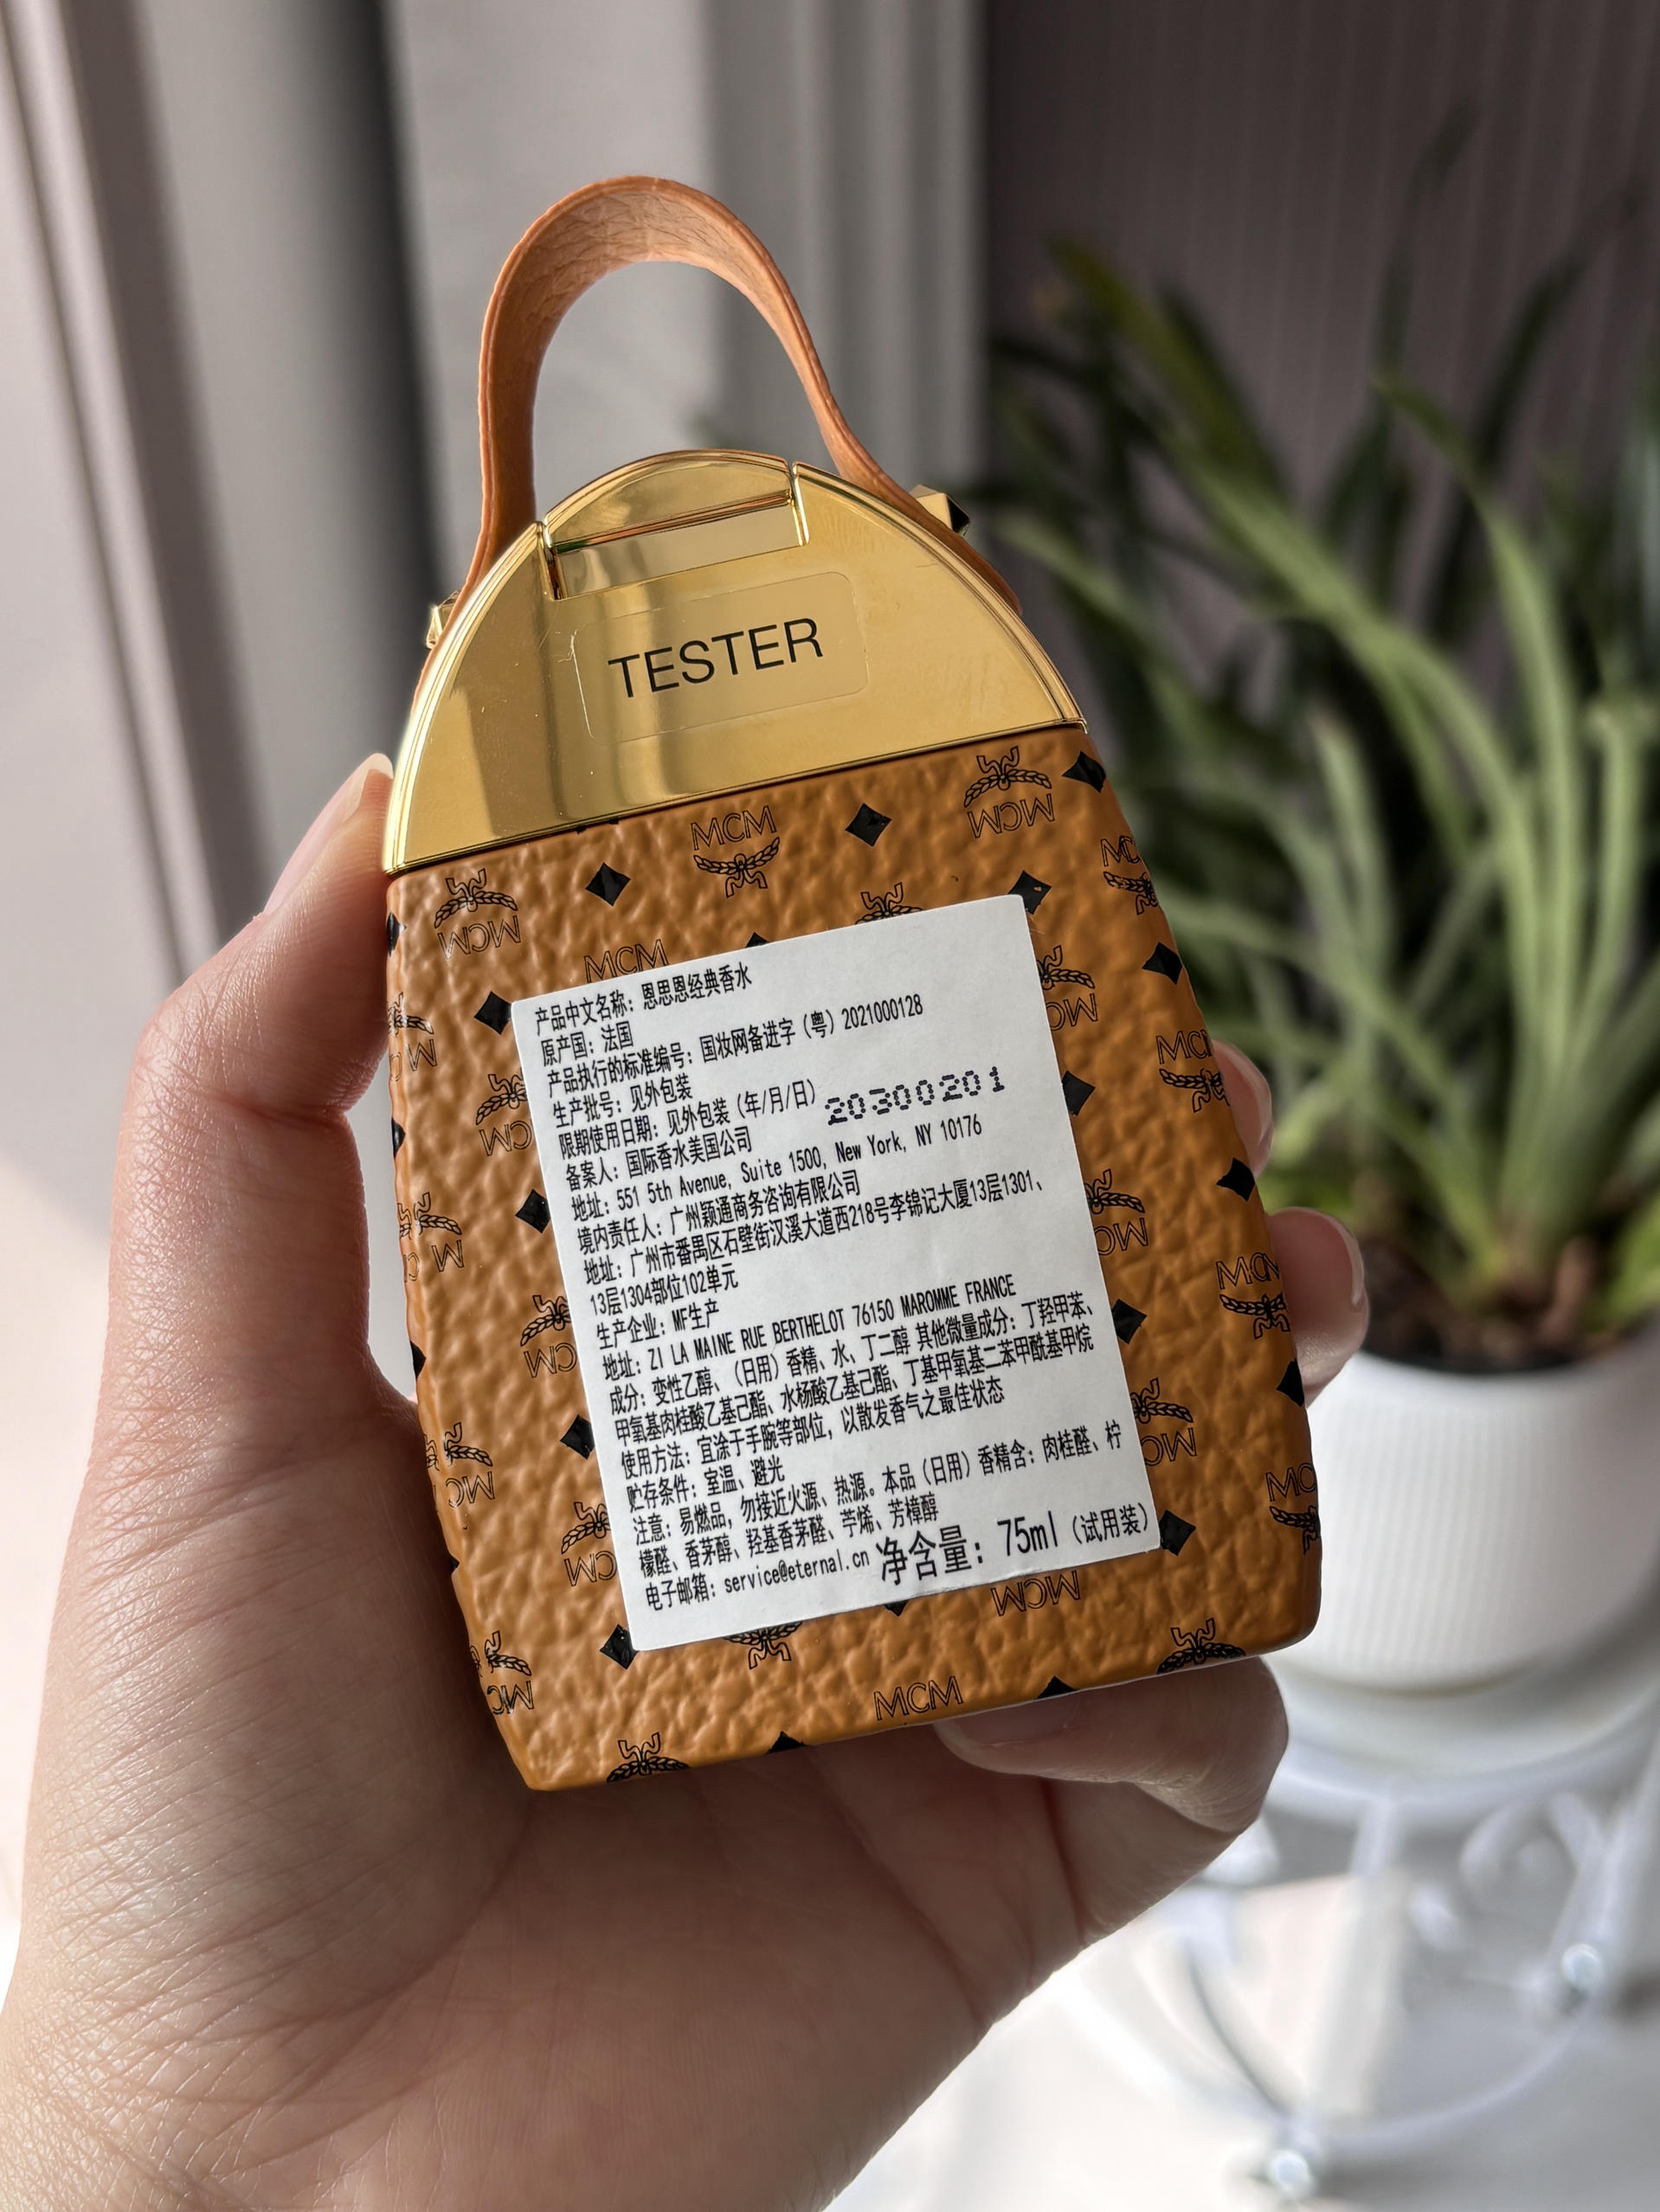 TESTER
MCM
产品中文名称：恩思恩经典香水
原产国：法国
产品执行的标准编号：国妆网备进字（粤）2021000128
生产批号：见外包装
限期使用日期：见外包装（年/月/日） 20300201
备案人：国际香水美国公司
地址：551 5th Avenue, Suite 1500, New York, NY 10176
境内责任人：广州颖通商务咨询有限公司
地址：广州市番禺区石壁街汉溪大道西218号李锦记大厦13层1301、
13层1304部位102单元
生产企业：MF生产
地址：ZI LA MAINE RUE BERTHELOT 76150 MAROMME FRANCE
成分：变性乙醇、（日用）香精、水、丁二醇 其他微量成分：丁羟甲苯、
甲氧基肉桂酸乙基己酯、水杨酸乙基己酯、丁基甲氧基二苯甲酰基甲烷
使用方法：宜涂于手腕等部位，以散发香气之最佳状态
贮存条件：室温、避光
注意：易燃品，勿接近火源、热源。本品（日用）香精含：肉桂醛、柠
檬醛、香茅醇、羟基香茅醛、苧烯、芳樟醇
电子邮箱：service@eternal.cn 净含量：75ml（试用装）